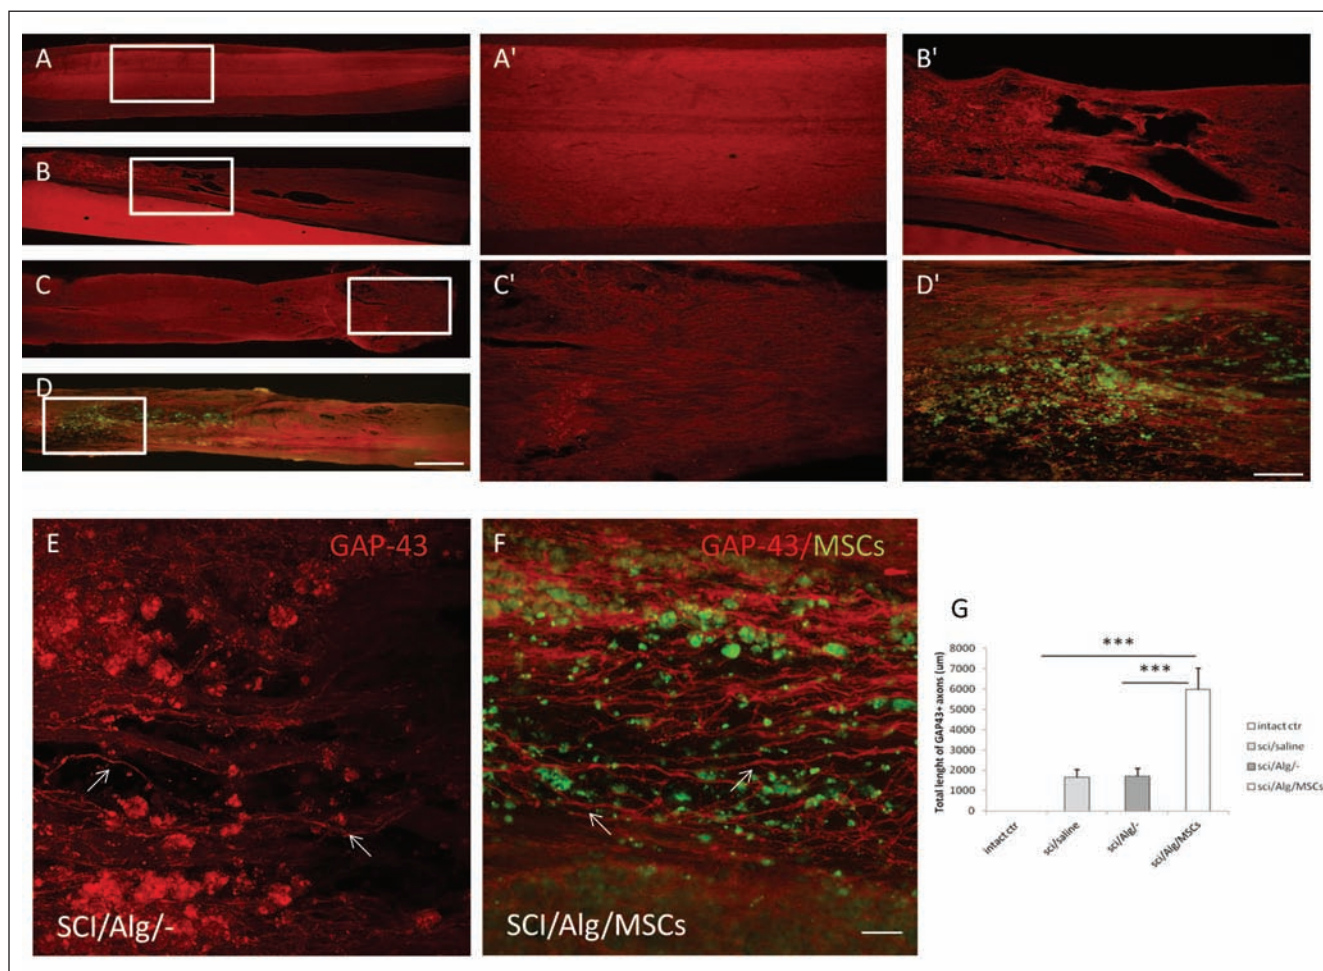 A
A'
B'
B
C
C'
D'
D
E
GAP-43
F
GAP-43/MSCs
SCI/Alg/-
SCI/Alg/MSCs
G
***
***
Total lenght of GAP43+ axons (um)
8000
7000
6000
5000
4000
3000
2000
1000
0
intact ctr
sci/saline
sci/Alg/-
sci/Alg/MSCs
intact ctr
sci/saline
sci/Alg/-
sci/Alg/MSCs